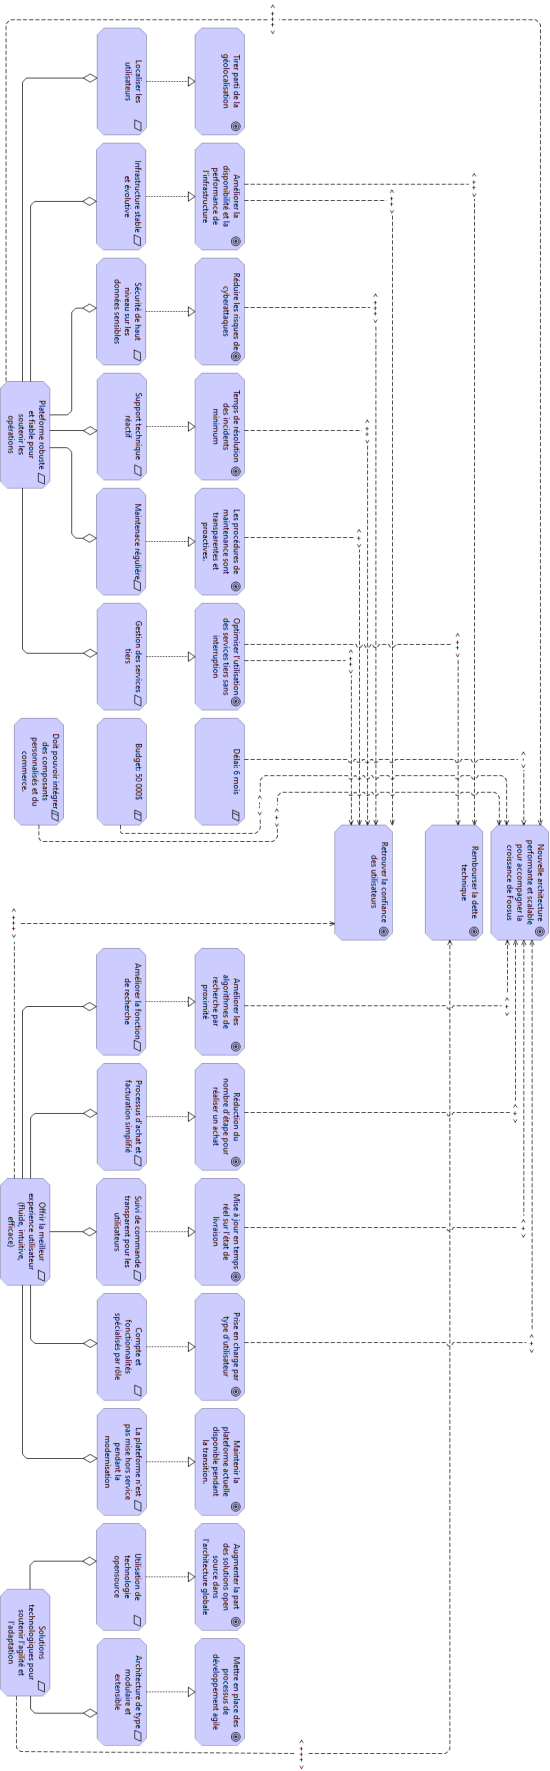 Nouvelle architecture
performante et scalable
pour accompagner la
croissance de Foosus
Rembourser la dette
technique
Retrouver la confiance
des utilisateurs
Tirer parti de la
géolocalisation
Améliorer la
disponibilité et la
performance de
l'infrastructure
Réduire les risques de
cyberattaques
Temps de résolution
des incidents
minimum
Les procédures de
maintenance sont
transparentes et
proactives.
Optimiser l'utilisation
des services tiers sans
interruption
Délai: 6 mois
Améliorer les
algorithmes de
recherche par
proximité
Réduction du
nombre d'étape pour
réaliser un achat
Mise à jour en temps
réel sur l'état de
livraison
Prise en charge par
type d'utilisateur
Maintenir la
plateforme actuelle
disponible pendant
la transition.
Augmenter la part
des solutions open
source dans
l'architecture globale
Mettre en place des
processus de
développement agile
Localiser les
utilisateurs
Infrastructure stable
et évolutive
Sécurité de haut
niveau sur les
données sensibles
Support technique
réactif
Maintenace régulière
Gestion des services
tiers
Budget: 50 000$
Améliorer la fonction
de recherche
Processus d'achat et
facturation simplifié
Suivi de commande
transparent pour les
utilisateurs
Compte et
fonctionnalités
spécialisés par rôle
La plateforme n'est
pas mise hors service
pendant la
modernisation
Utilisation de
technologie
opensource
Architecture de type
modulaire et
extensible
Plateforme robuste
et fiable pour
soutenir les
opérations
Doit pouvoir intégrer
des composants
personnalisés et du
commerce.
Offrir la meilleur
experience utilisateur
(fluide, intuitive,
efficace)
Solutions
technologiques pour
soutenir l'agilité et
l'adaptation